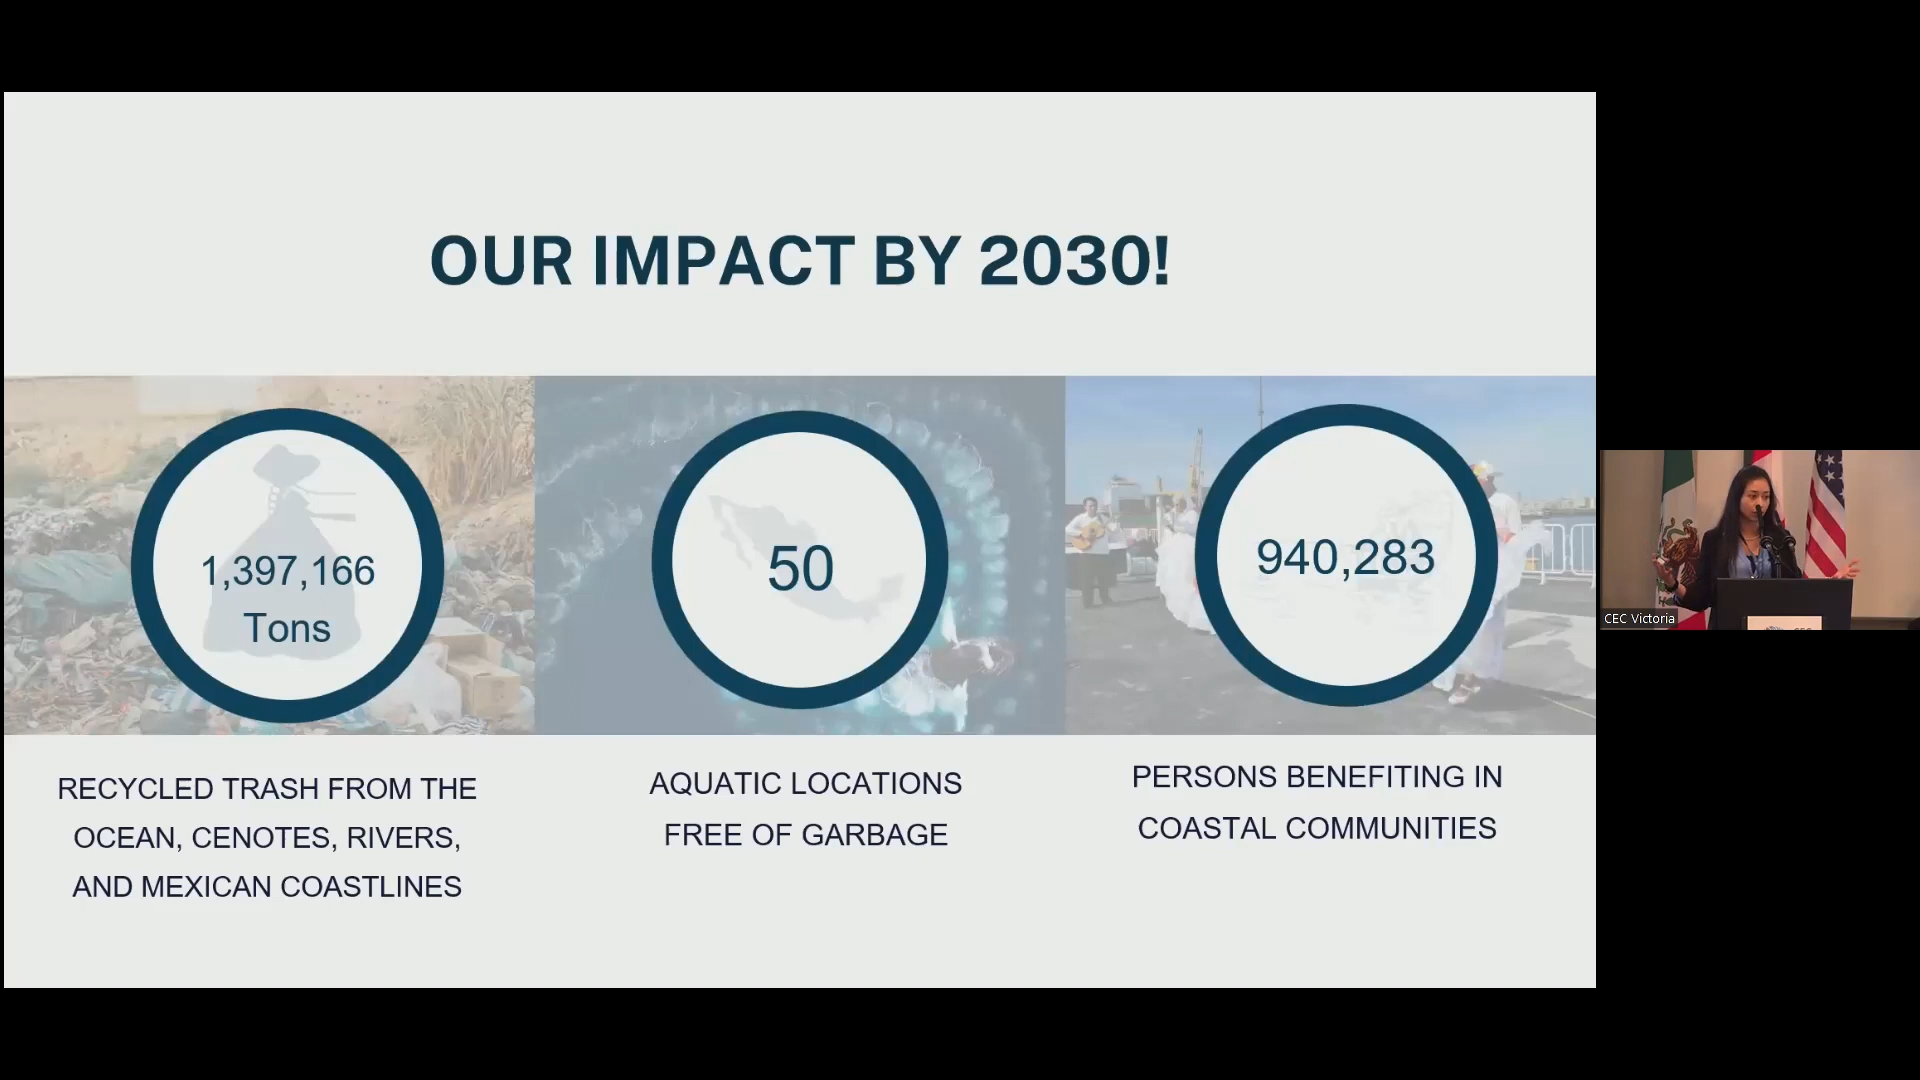 OUR IMPACT BY 2030!
1,397,166
Tons
50
940,283
RECYCLED TRASH FROM THE
OCEAN, CENOTES, RIVERS,
AND MEXICAN COASTLINES
AQUATIC LOCATIONS
FREE OF GARBAGE
PERSONS BENEFITING IN
COASTAL COMMUNITIES
CEC Victoria